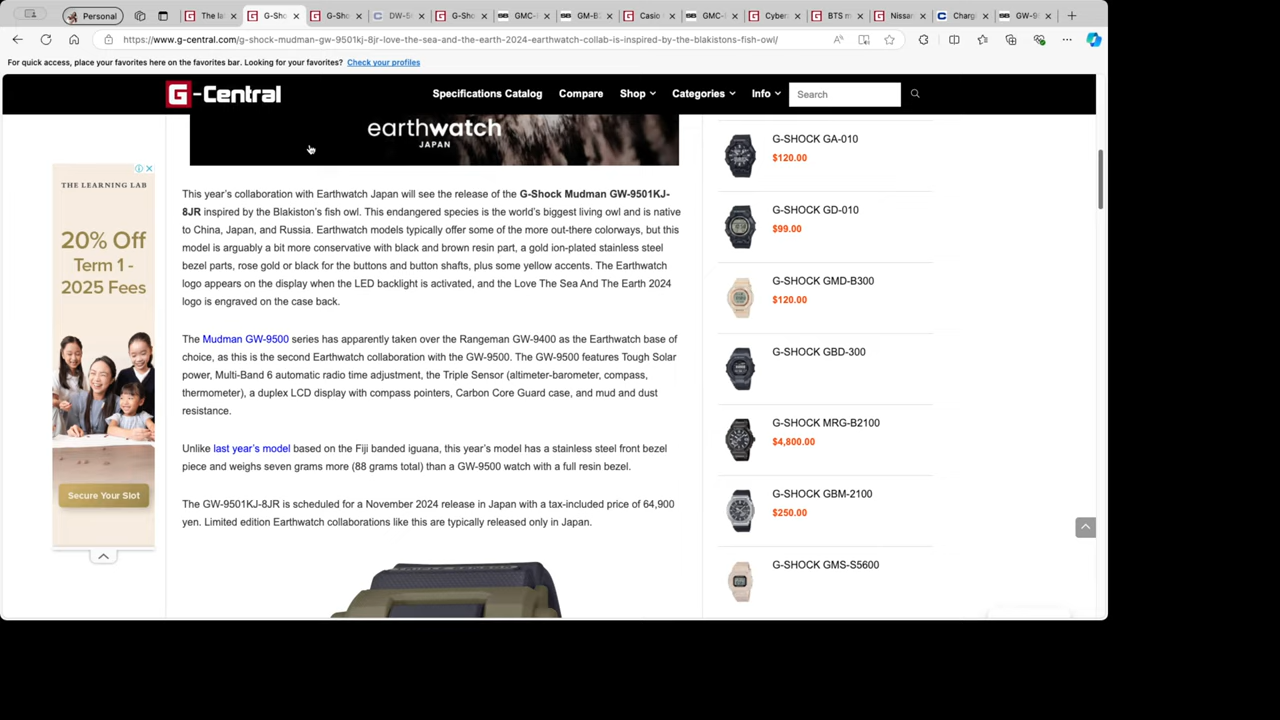 Personal
The la
G-Sho
G-Sho
DW-5
G-Sho
GMC-
GM-B
Casio
GMC-
Cyber
BTS m
Nissar
Chargi
GW-9
https://www.g-central.com/g-shock-mudman-gw-9501kj-8jr-love-the-sea-and-the-earth-2024-earthwatch-collab-is-inspired-by-the-blakistons-fish-owl/
For quick access, place your favorites here on the favorites bar. Looking for your favorites? Check your profiles
G-Central
Specifications Catalog Compare Shop Categories Info Search
earthwatch
JAPAN
This year's collaboration with Earthwatch Japan will see the release of the G-Shock Mudman GW-9501KJ-
8JR inspired by the Blakiston's fish owl. This endangered species is the world's biggest living owl and is native
to China, Japan, and Russia. Earthwatch models typically offer some of the more out-there colorways, but this
model is arguably a bit more conservative with black and brown resin part, a gold ion-plated stainless steel
bezel parts, rose gold or black for the buttons and button shafts, plus some yellow accents. The Earthwatch
logo appears on the display when the LED backlight is activated, and the Love The Sea And The Earth 2024
logo is engraved on the case back.
The Mudman GW-9500 series has apparently taken over the Rangeman GW-9400 as the Earthwatch base of
choice, as this is the second Earthwatch collaboration with the GW-9500. The GW-9500 features Tough Solar
power, Multi-Band 6 automatic radio time adjustment, the Triple Sensor (altimeter-barometer, compass,
thermometer), a duplex LCD display with compass pointers, Carbon Core Guard case, and mud and dust
resistance.
Unlike last year's model based on the Fiji banded iguana, this year's model has a stainless steel front bezel
piece and weighs seven grams more (88 grams total) than a GW-9500 watch with a full resin bezel.
The GW-9501KJ-8JR is scheduled for a November 2024 release in Japan with a tax-included price of 64,900
yen. Limited edition Earthwatch collaborations like this are typically released only in Japan.
THE LEARNING LAB
20% Off
Term 1 -
2025 Fees
Secure Your Slot
G-SHOCK GA-010
$120.00
G-SHOCK GD-010
$99.00
G-SHOCK GMD-B300
$120.00
G-SHOCK GBD-300
G-SHOCK MRG-B2100
$4,800.00
G-SHOCK GBM-2100
$250.00
G-SHOCK GMS-S5600